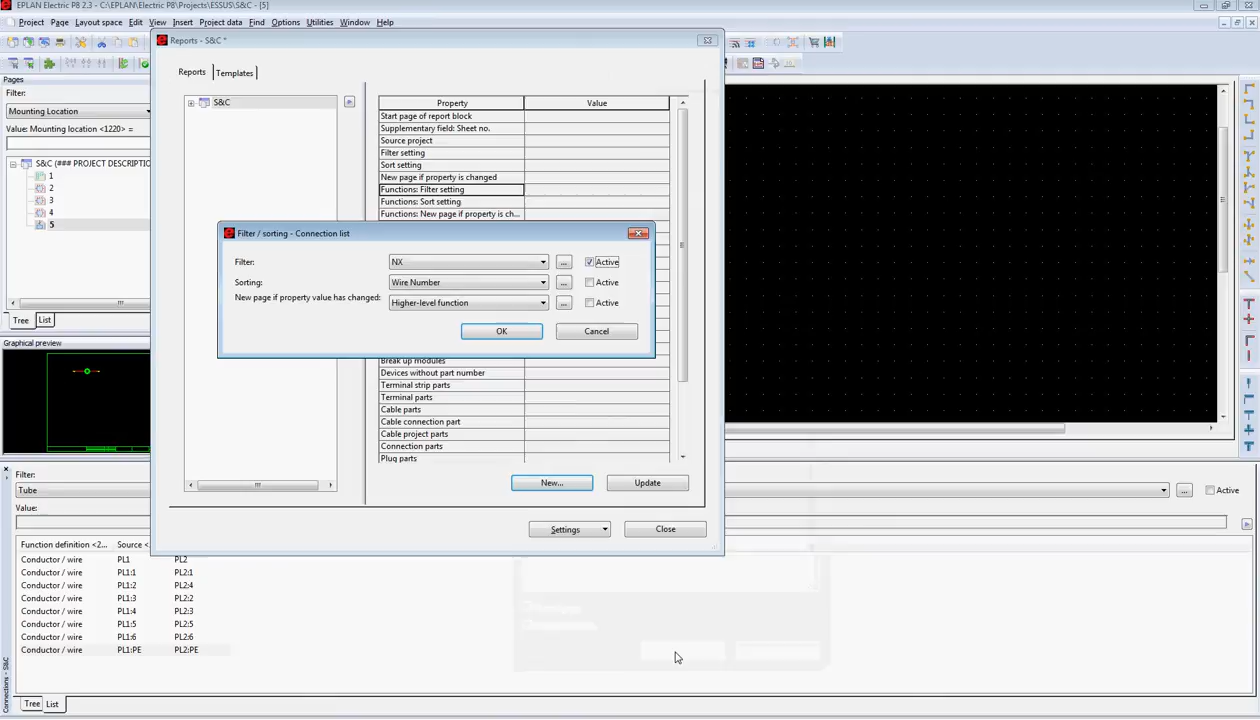 EPLAN Electric P8 2.3 - C:\EPLAN\Electric P8\Projects\ESSUS\S&C - [5]
Project Page Layout space Edit View Insert Project data Find Options Utilities Window Help
Reports - S&C *
Reports Templates
Pages
Filter:
Mounting Location
Value: Mounting location <1220> =
S&C (### PROJECT DESCRIPTION
1
2
3
4
5
Tree List
Graphical preview
S&C
Property Value
Start page of report block
Supplementary field: Sheet no.
Source project
Filter setting
Sort setting
New page if property is changed
Functions: Filter setting
Functions: Sort setting
Functions: New page if property is ch...
Filter / sorting - Connection list
Filter: NX ... Active
Sorting: Wire Number ... Active
New page if property value has changed: Higher-level function ... Active
OK Cancel
Break up modules
Devices without part number
Terminal strip parts
Terminal parts
Cable parts
Cable connection part
Cable project parts
Connection parts
Plug parts
New... Update
Settings Close
Filter:
Tube ... Active
Value:
Function definition <2... Source <
Conductor / wire PL1 PL2
Conductor / wire PL1:1 PL2:1
Conductor / wire PL1:2 PL2:4
Conductor / wire PL1:3 PL2:2
Conductor / wire PL1:4 PL2:3
Conductor / wire PL1:5 PL2:5
Conductor / wire PL1:6 PL2:6
Conductor / wire PL1:PE PL2:PE
Tree List
Connections - S&C